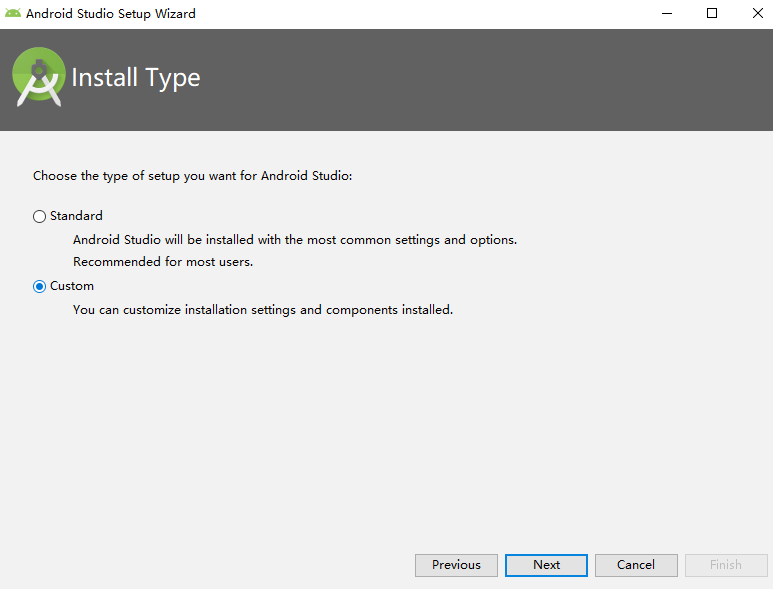 Android Studio Setup Wizard
Install Type
Choose the type of setup you want for Android Studio:
Standard
Android Studio will be installed with the most common settings and options.
Recommended for most users.
Custom
You can customize installation settings and components installed.
Previous Next Cancel Finish